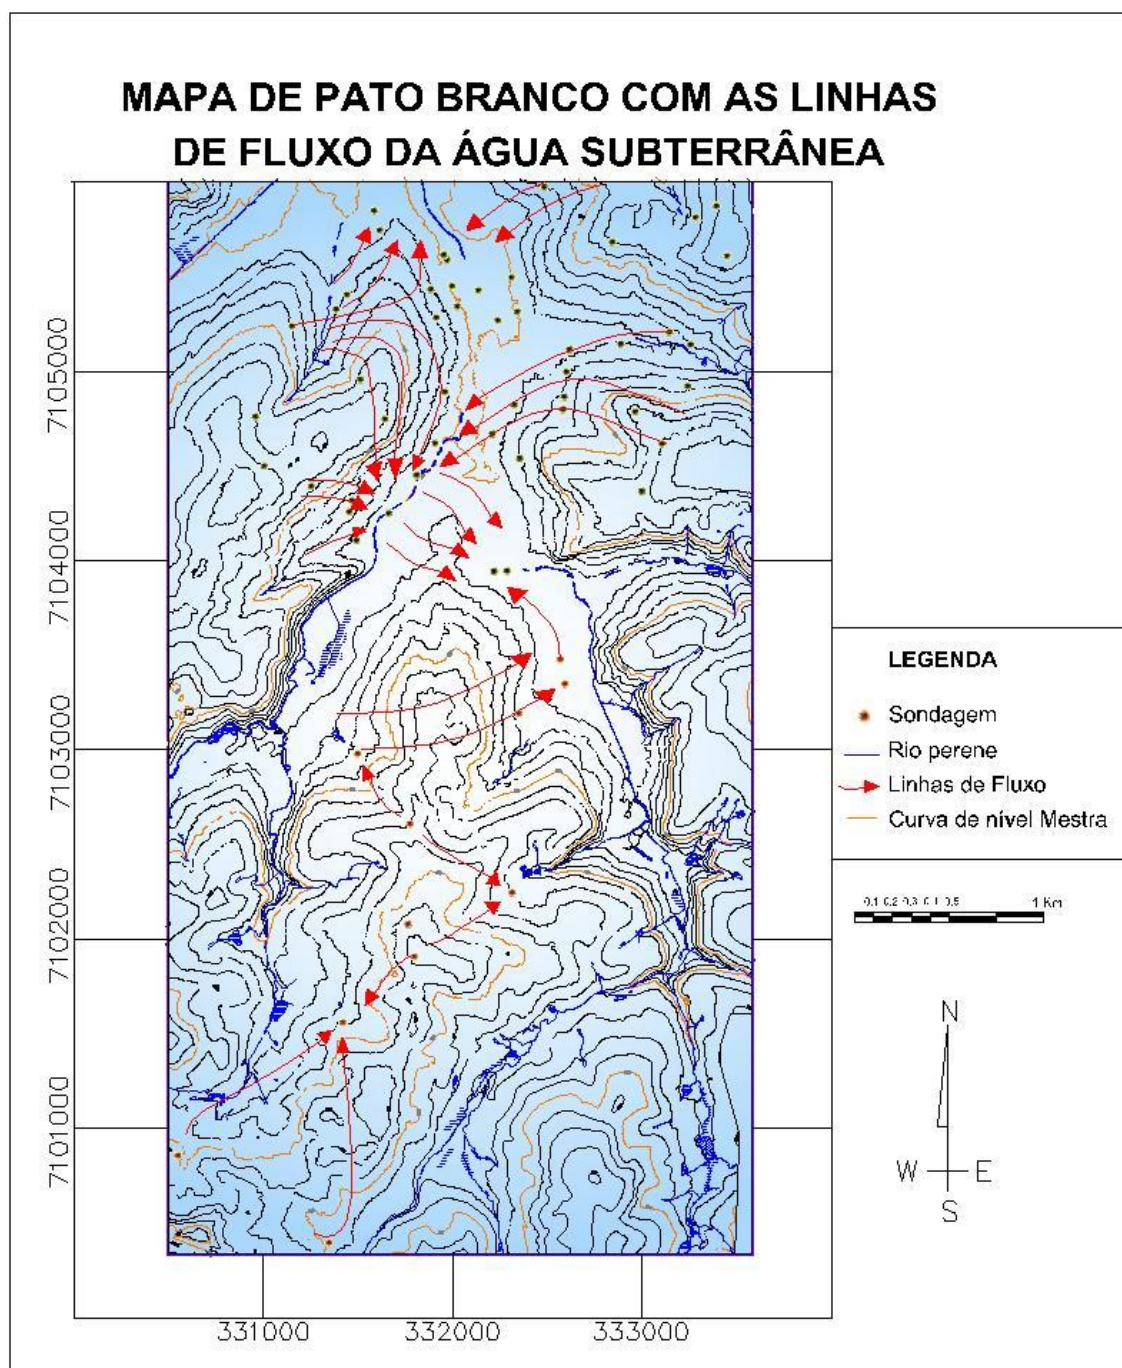 MAPA DE PATO BRANCO COM AS LINHAS
DE FLUXO DA ÁGUA SUBTERRÂNEA
7105000
7104000
7103000
7102000
7101000
331000 332000 333000
LEGENDA
Sondagem
Rio perene
Linhas de Fluxo
Curva de nível Mestra
1 Km
N
W E
S